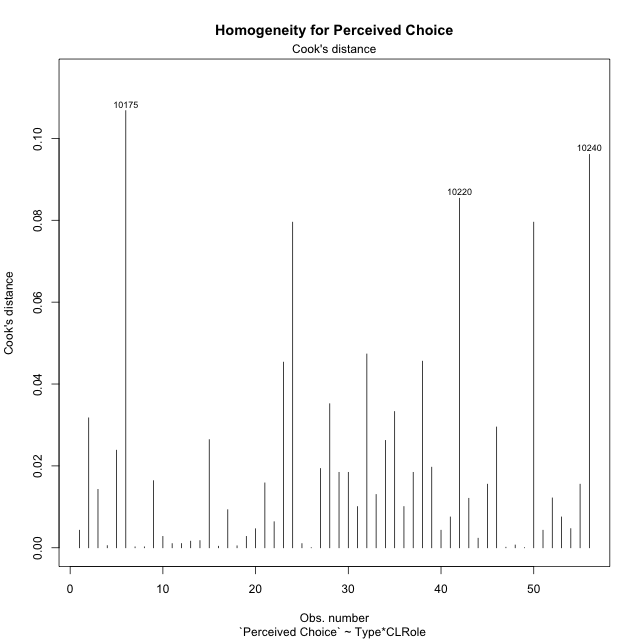 Homogeneity for Perceived Choice
Cook's distance
10175
10240
10220
Cook's distance
0.10
0.08
0.06
0.04
0.02
0.00
0 10 20 30 40 50
Obs. number
`Perceived Choice` ~ Type*CLRole